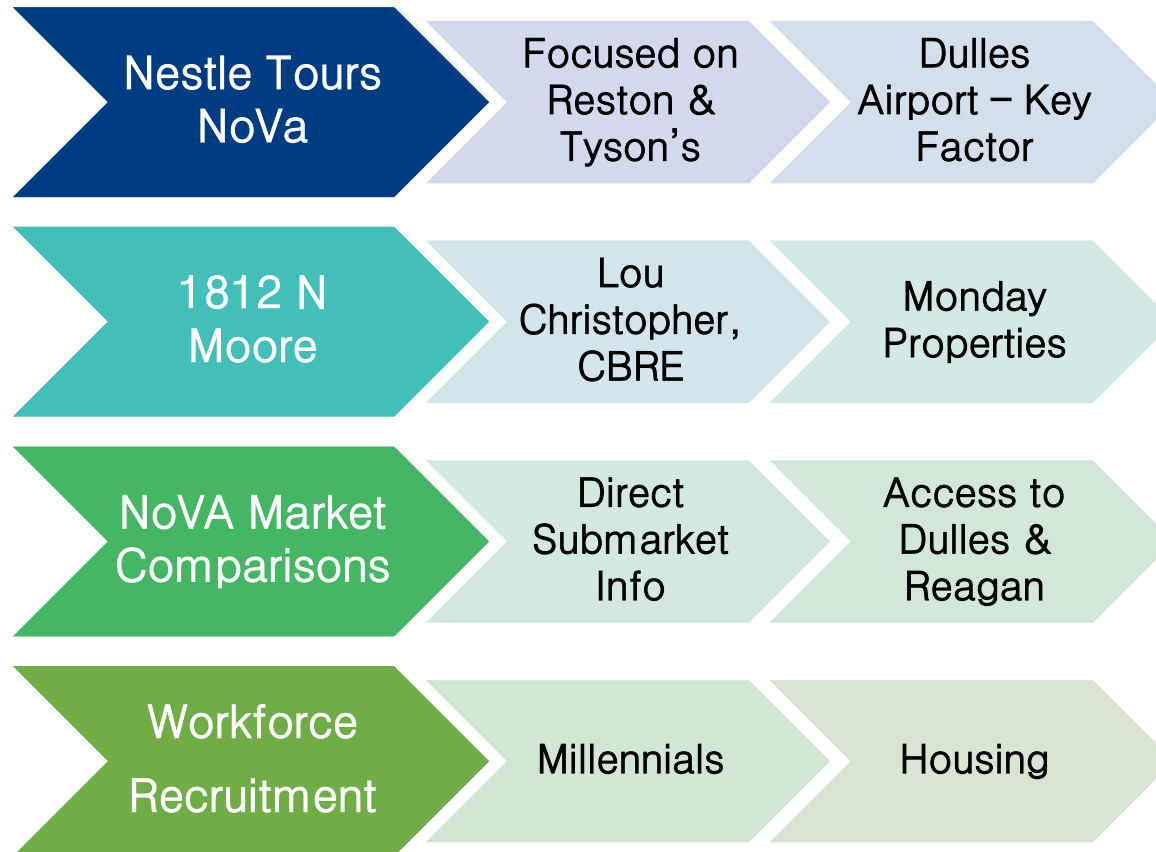 Nestle Tours
NoVa
Focused on
Reston &
Tyson's
Dulles
Airport – Key
Factor
1812 N
Moore
Lou
Christopher,
CBRE
Monday
Properties
NoVA Market
Comparisons
Direct
Submarket
Info
Access to
Dulles &
Reagan
Workforce
Recruitment
Millennials
Housing